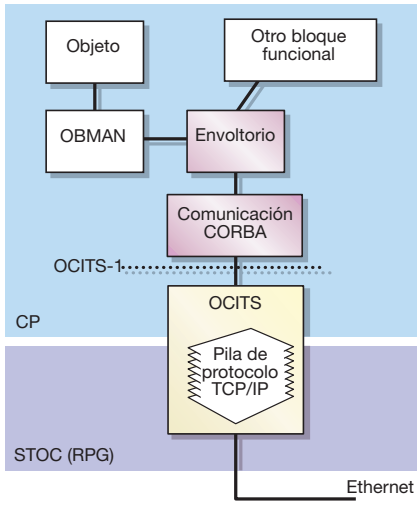 Objeto
Otro bloque
funcional
OBMAN
Envoltorio
Comunicación
CORBA
OCITS-1
OCITS
CP
Pila de
protocolo
TCP/IP
STOC (RPG)
Ethernet